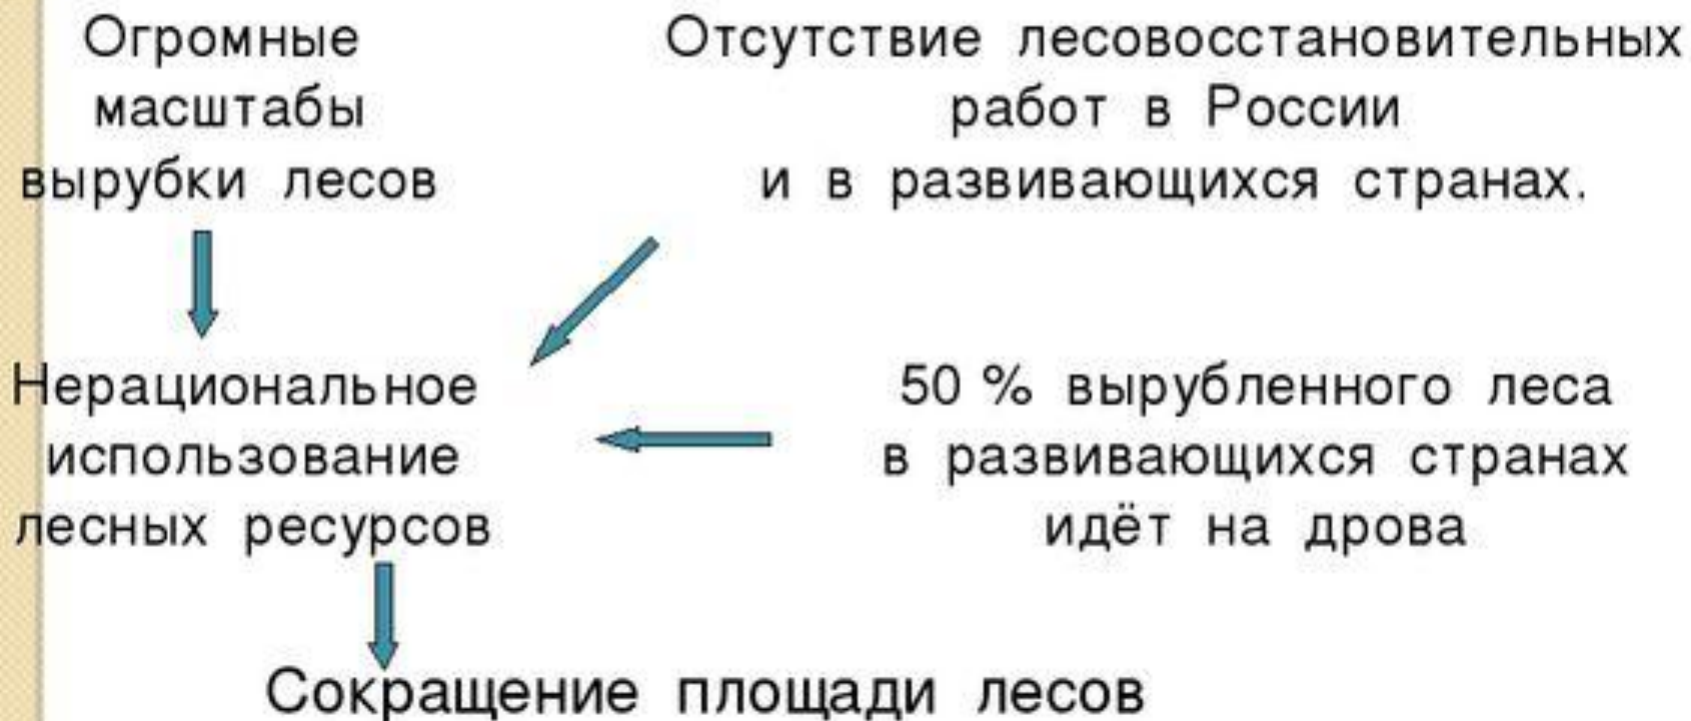 Огромные
масштабы
вырубки лесов
Отсутствие лесовосстановительных
работ в России
и в развивающихся странах.
Нерациональное
использование
лесных ресурсов
50 % вырубленного леса
в развивающихся странах
идёт на дрова
Сокращение площади лесов